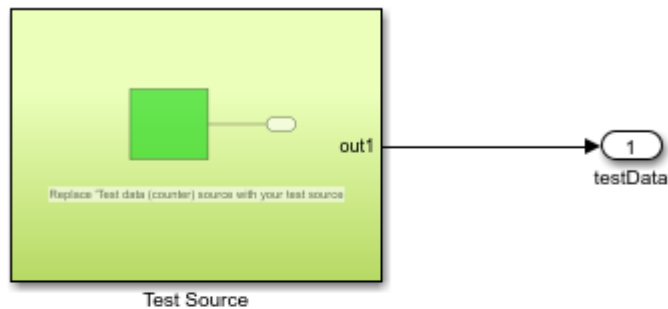 out1
1
testData
Replace "Test data (counter) source with your test source
Test Source